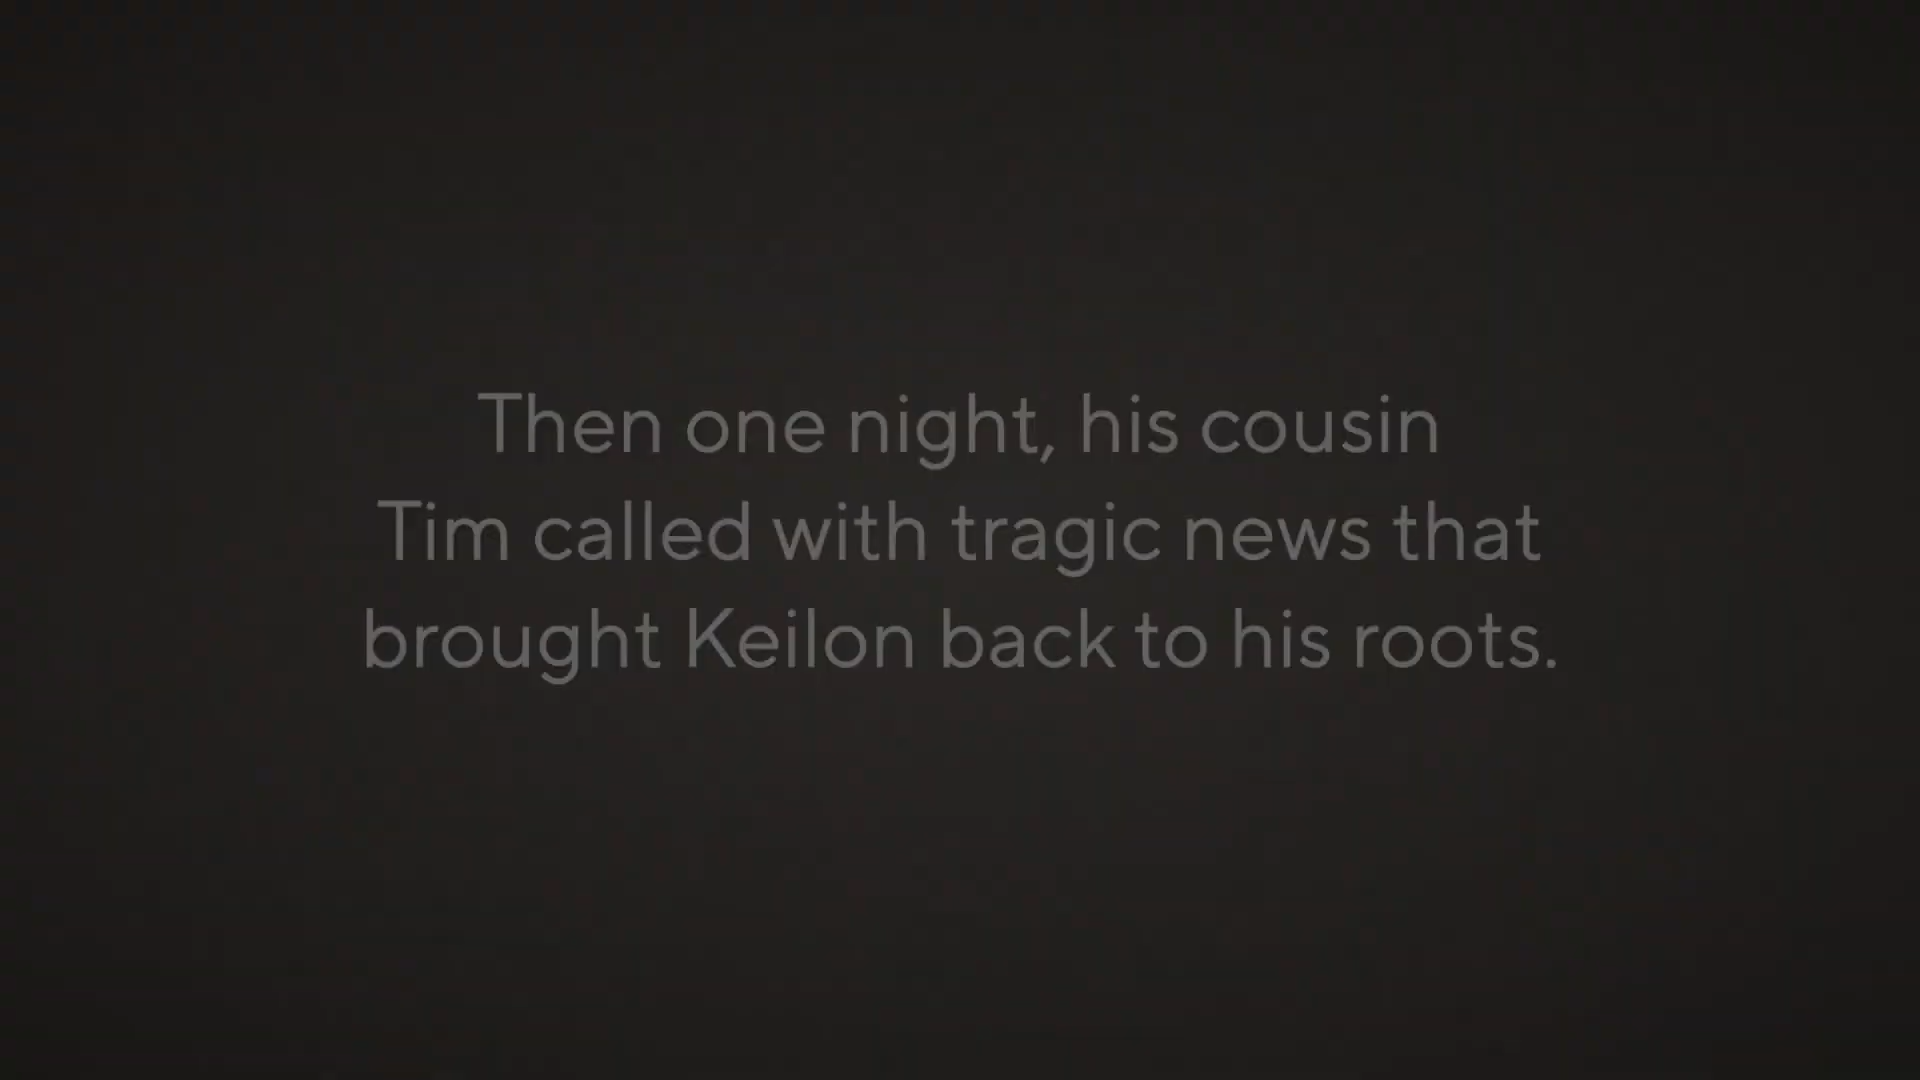 Then one night, his cousin
Tim called with tragic news that
brought Keilon back to his roots.